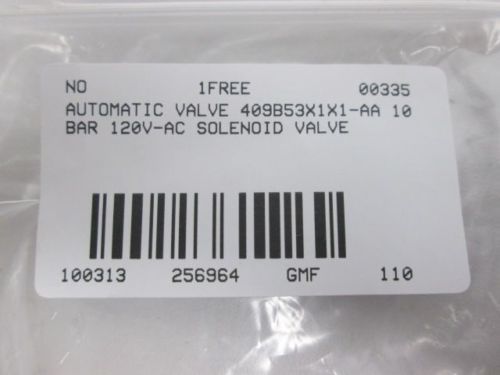 NO 1FREE 00335
AUTOMATIC VALVE 409B53X1X1-AA 10
BAR 120V-AC SOLENOID VALVE
100313 256964 GMF 110